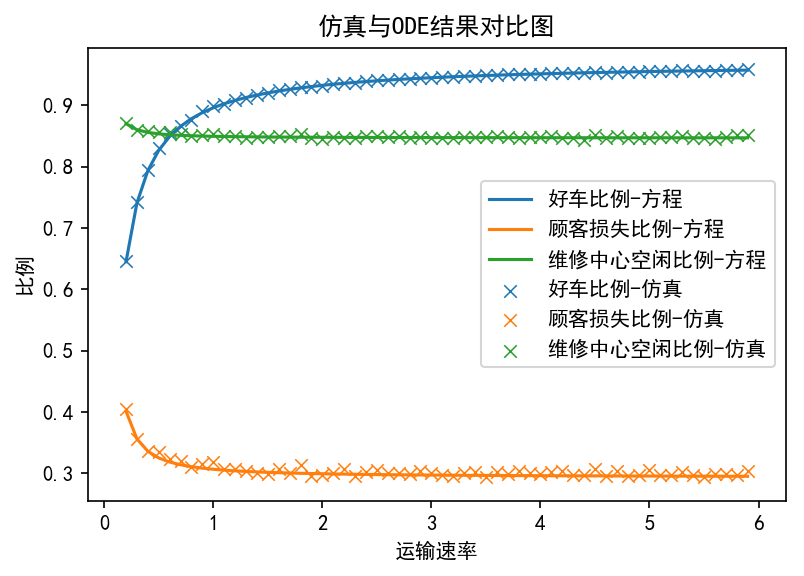 仿真与ODE结果对比图
比例
0.9
0.8
0.7
0.6
0.5
0.4
0.3
好车比例-方程
顾客损失比例-方程
维修中心空闲比例-方程
好车比例-仿真
顾客损失比例-仿真
维修中心空闲比例-仿真
0 1 2 3 4 5 6
运输速率